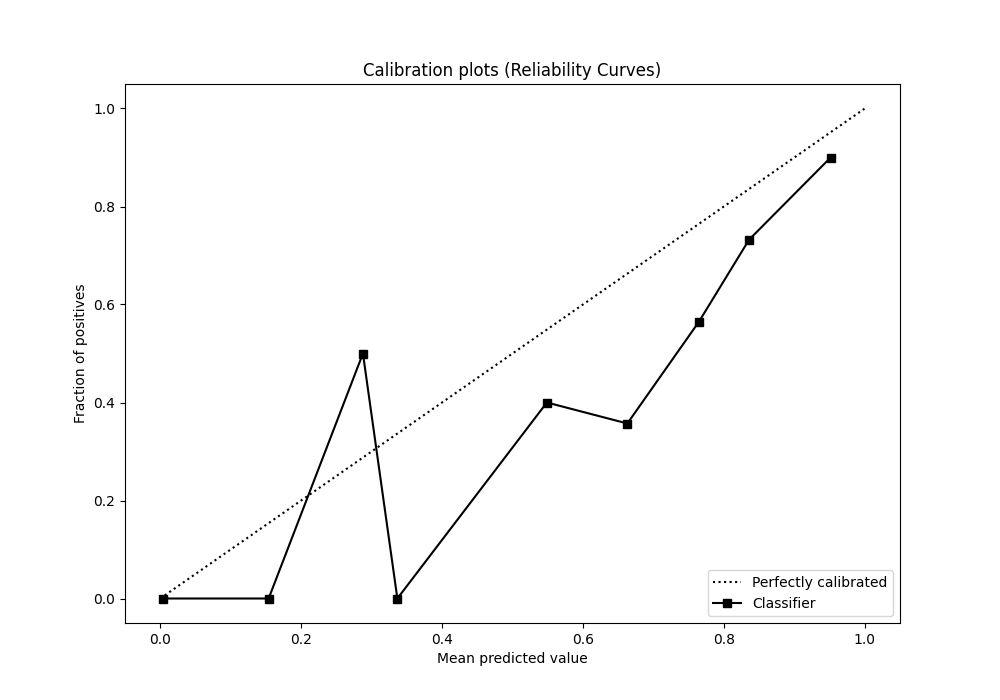 Calibration plots (Reliability Curves)
1.0
0.8
0.6
0.4
0.2
0.0
Fraction of positives
0.0 0.2 0.4 0.6 0.8 1.0
Mean predicted value
Perfectly calibrated
Classifier